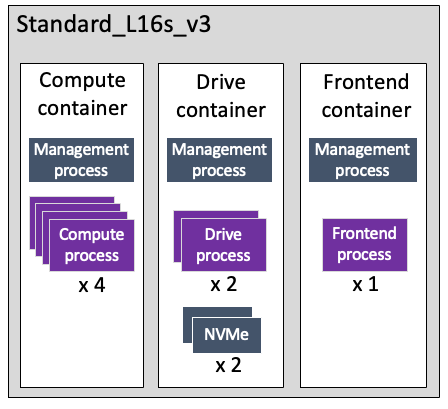 Standard_L16s_v3
Compute
container
Management
process
Compute
process
x 4
Drive
container
Management
process
Drive
process
x 2
NVMe
x 2
Frontend
container
Management
process
Frontend
process
x 1